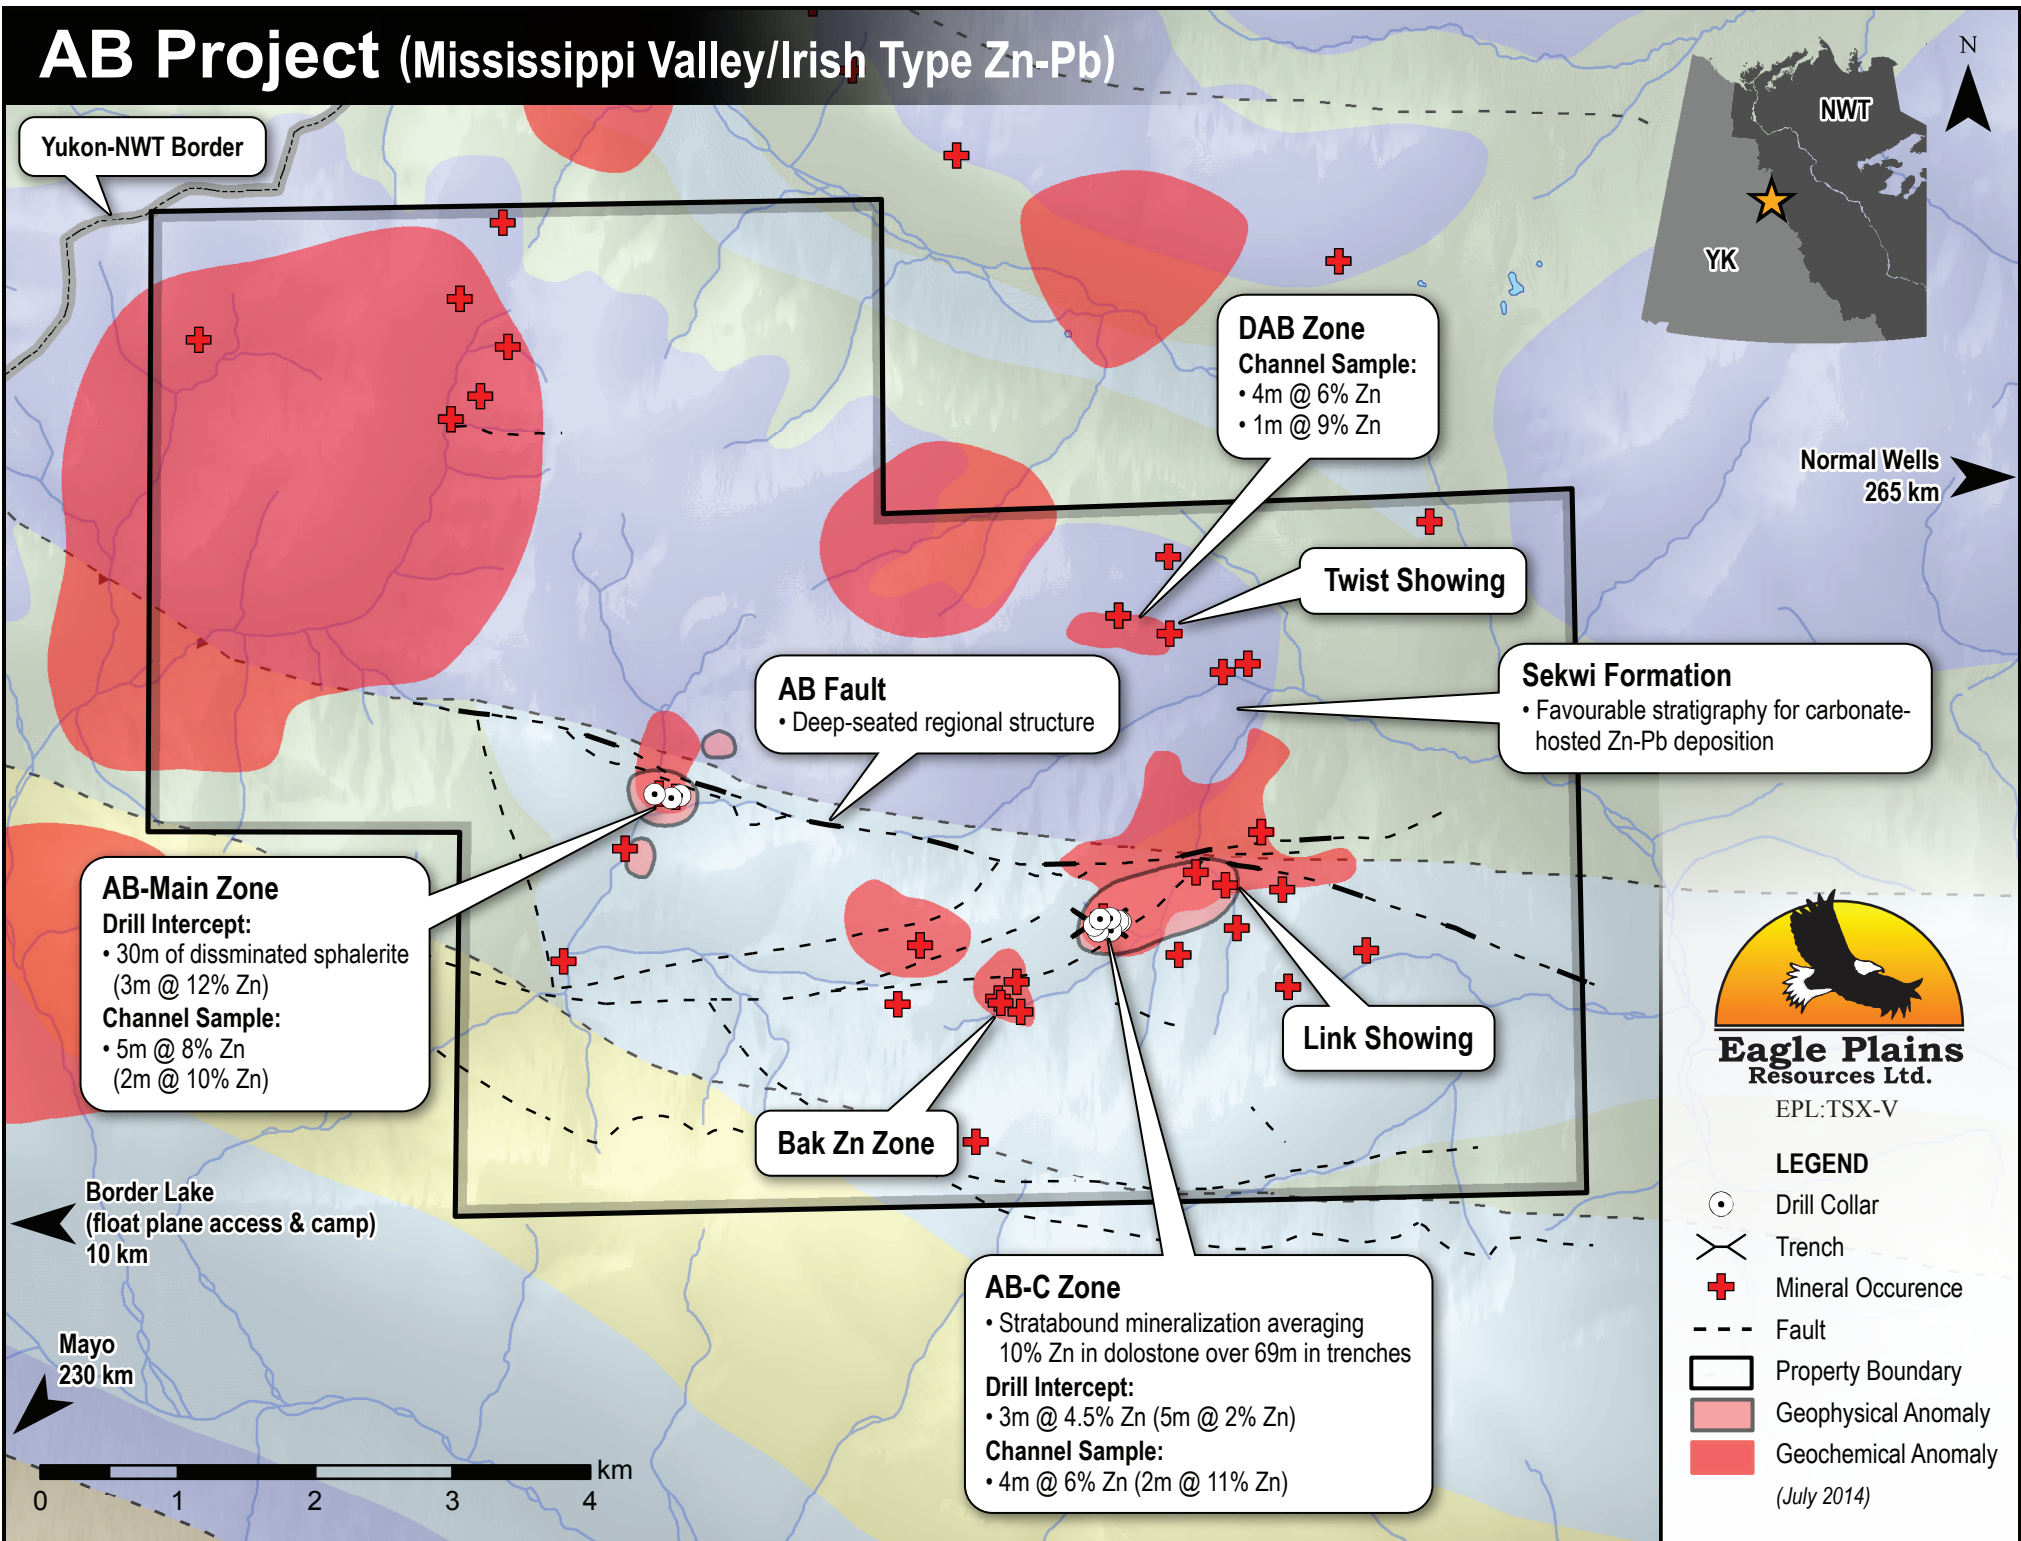 AB Project (Mississippi Valley/Irish Type Zn-Pb)
Yukon-NWT Border
N
NWT
YK
DAB Zone
Channel Sample:
• 4m @ 6% Zn
• 1m @ 9% Zn
Normal Wells
265 km
Twist Showing
Sekwi Formation
• Favourable stratigraphy for carbonate-
hosted Zn-Pb deposition
AB Fault
• Deep-seated regional structure
AB-Main Zone
Drill Intercept:
• 30m of dissminated sphalerite
(3m @ 12% Zn)
Channel Sample:
• 5m @ 8% Zn
(2m @ 10% Zn)
Link Showing
Bak Zn Zone
Border Lake
(float plane access & camp)
10 km
AB-C Zone
• Stratabound mineralization averaging
10% Zn in dolostone over 69m in trenches
Drill Intercept:
• 3m @ 4.5% Zn (5m @ 2% Zn)
Channel Sample:
• 4m @ 6% Zn (2m @ 11% Zn)
Mayo
230 km
km
0 1 2 3 4
Eagle Plains
Resources Ltd.
EPL:TSX-V
LEGEND
Drill Collar
Trench
Mineral Occurence
Fault
Property Boundary
Geophysical Anomaly
Geochemical Anomaly
(July 2014)